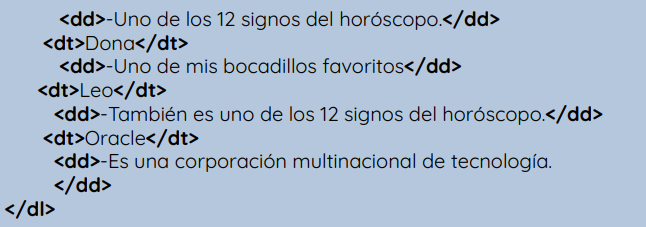 <dd>-Uno de los 12 signos del horóscopo.</dd>
<dt>Dona</dt>
<dd>-Uno de mis bocadillos favoritos</dd>
<dt>Leo</dt>
<dd>-También es uno de los 12 signos del horóscopo.</dd>
<dt>Oracle</dt>
<dd>-Es una corporación multinacional de tecnología.
</dd>
</dl>